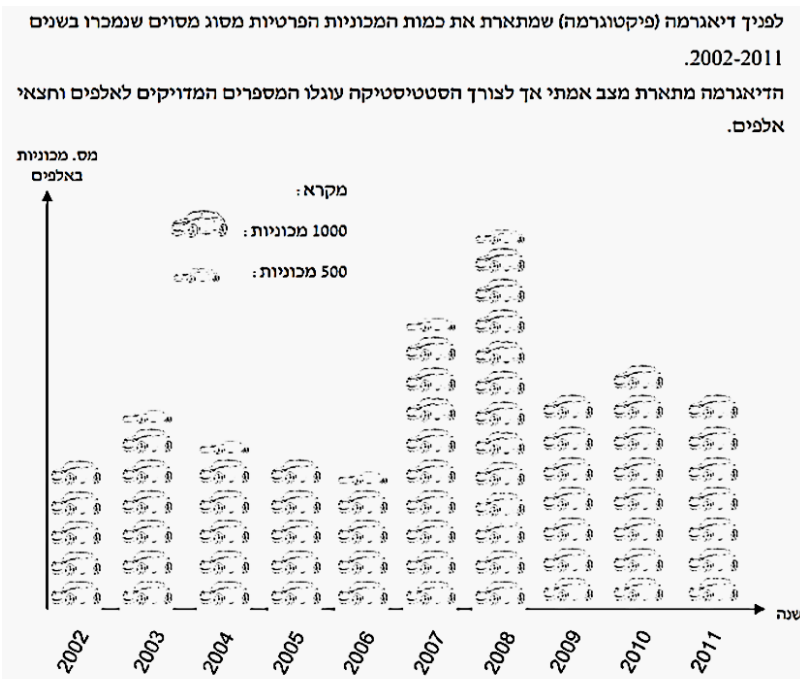 לפניך דיאגרמה (פיקטוגרמה) שמתארת את כמות המכוניות הפרטיות מסוג מסוים שנמכרו בשנים
2002-2011.
הדיאגרמה מתארת מצב אמתי אך לצורך הסטטיסטיקה עוגלו המספרים המדויקים לאלפים וחצאי
אלפים.
מס. מכוניות
באלפים
מקרא:
1000 מכוניות:
500 מכוניות:
שנה
2002 2003 2004 2005 2006 2007 2008 2009 2010 2011